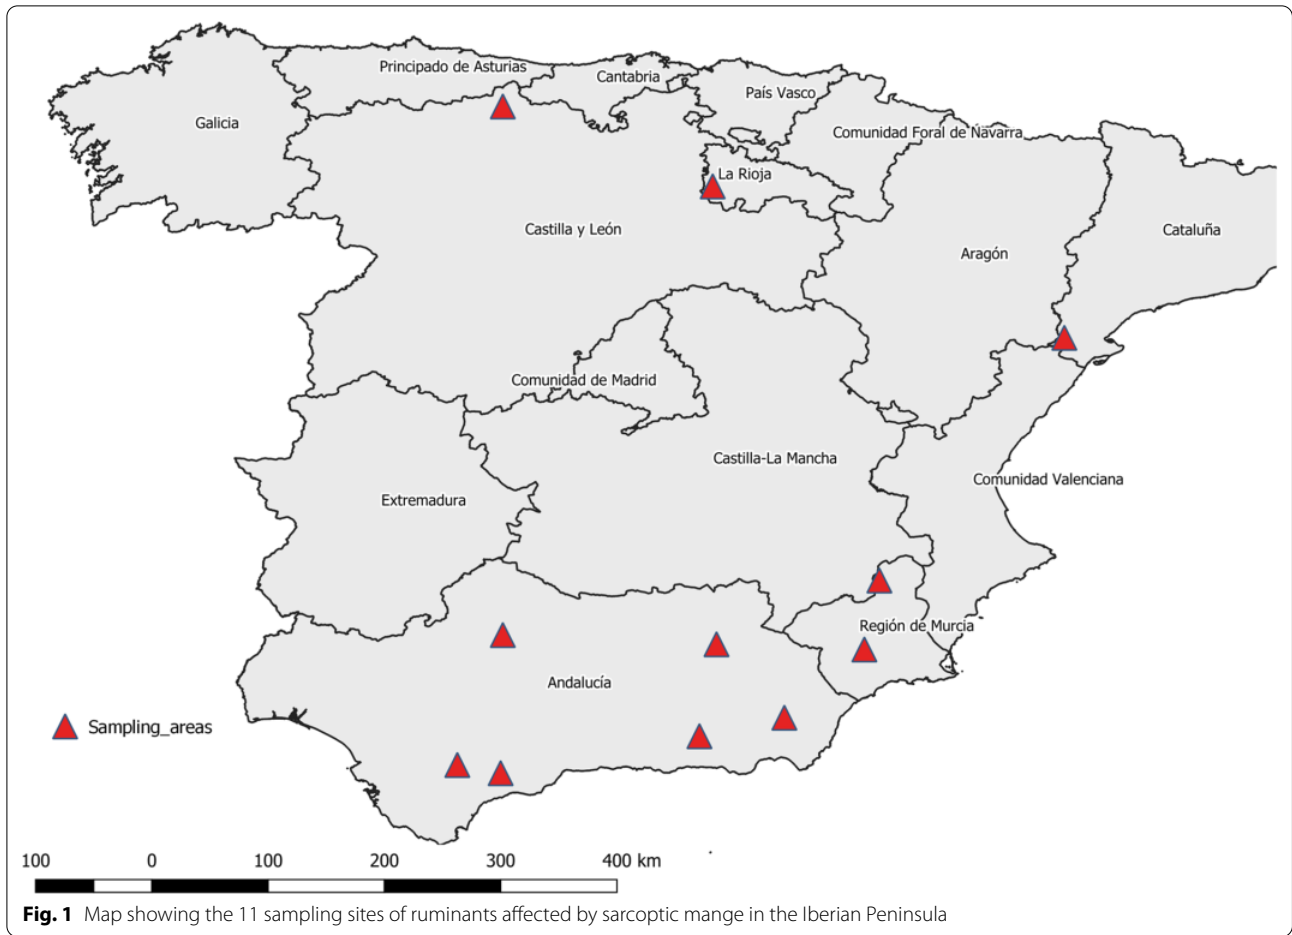 Principado de Asturias
Cantabria
País Vasco
Galicia
Comunidad Foral de Navarra
La Rioja
Castilla y León
Cataluña
Aragón
Comunidad de Madrid
Castilla-La Mancha
Comunidad Valenciana
Extremadura
Región de Murcia
Andalucía
Sampling_areas
100 0 100 200 300 400 km
Fig. 1 Map showing the 11 sampling sites of ruminants affected by sarcoptic mange in the Iberian Peninsula